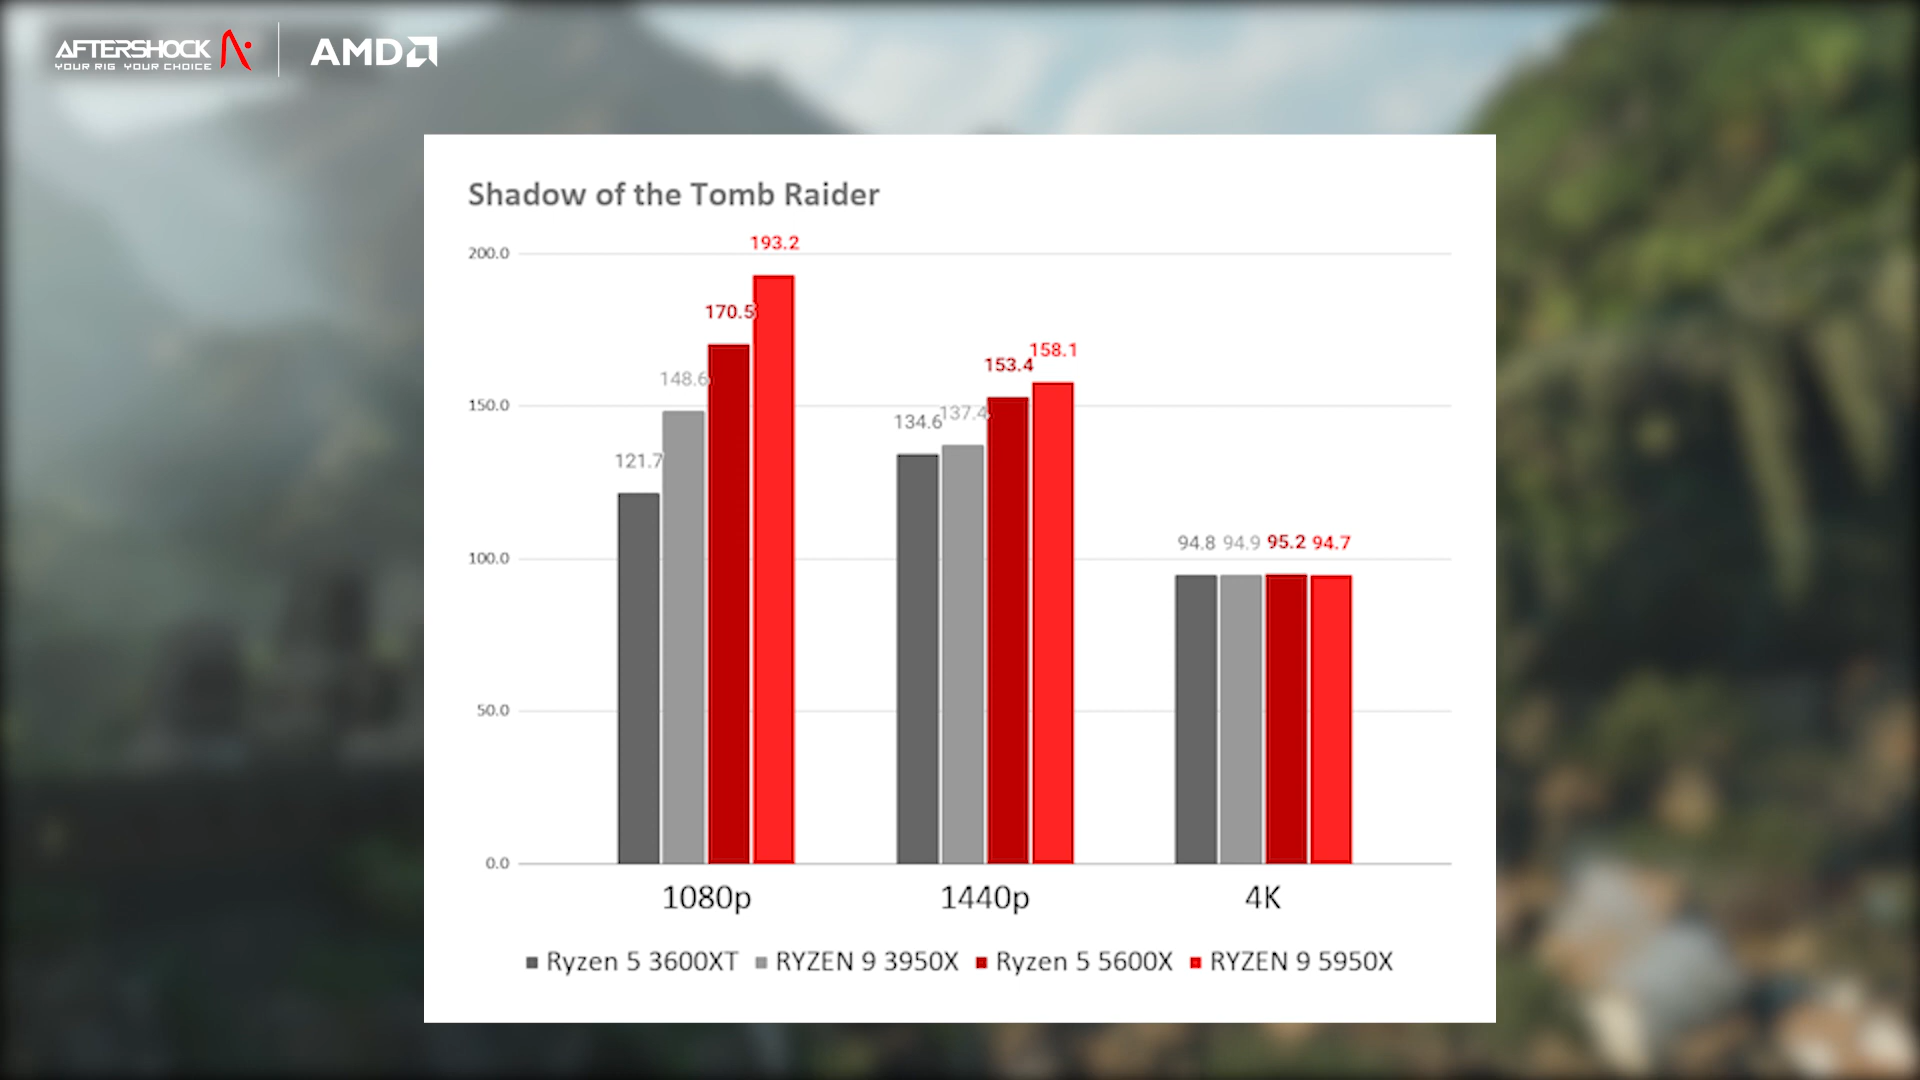 AFTERSHOCK
YOUR RIG YOUR CHOICE
AMD
Shadow of the Tomb Raider
200.0
150.0
100.0
50.0
0.0
121.7
148.6
170.5
193.2
134.6
137.4
153.4
158.1
94.8
94.9
95.2
94.7
1080p
1440p
4K
Ryzen 5 3600XT RYZEN 9 3950X Ryzen 5 5600X RYZEN 9 5950X